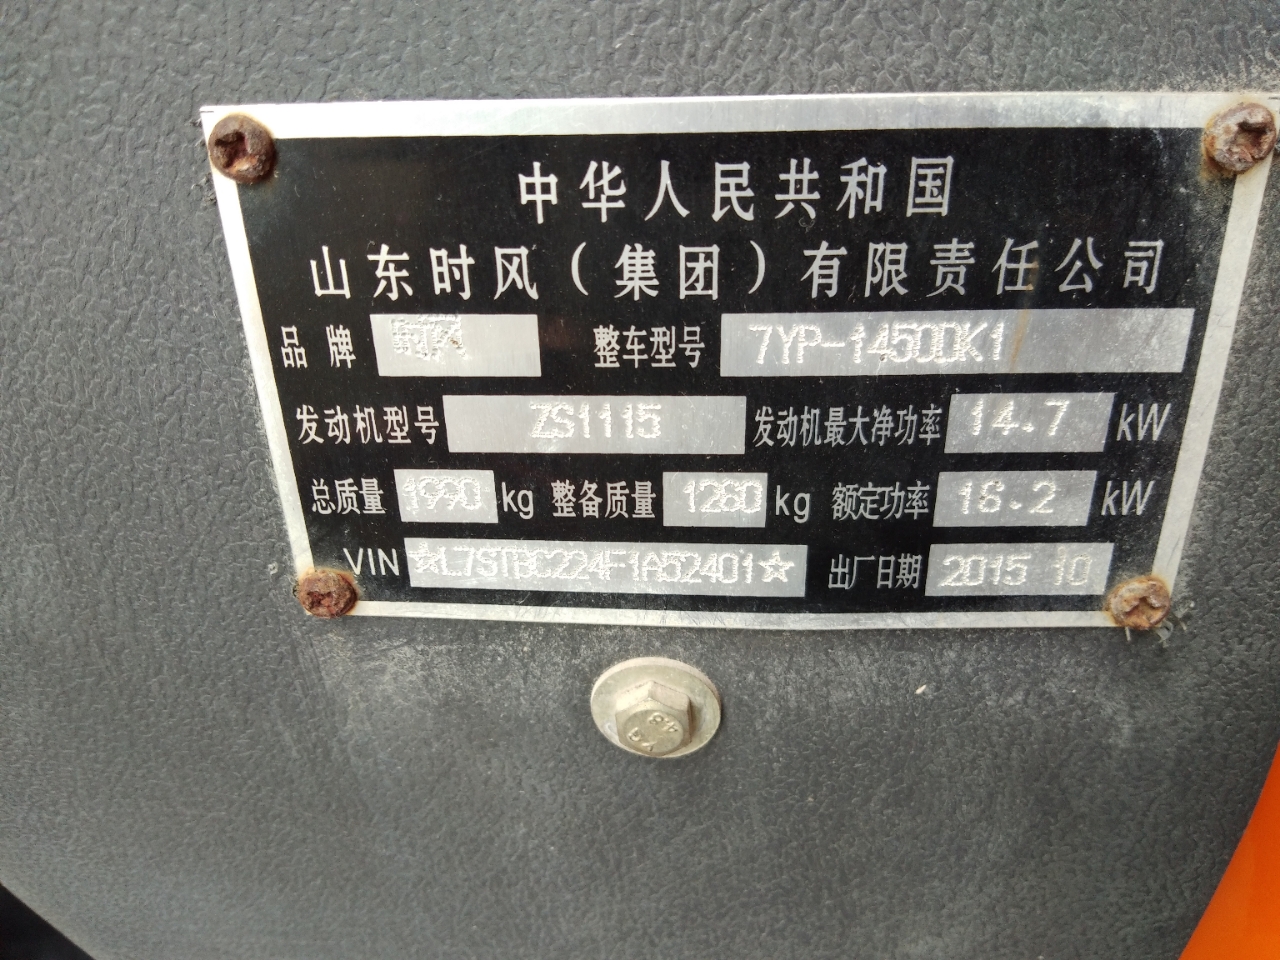 中华人民共和国
山东时风（集团）有限责任公司
品牌 时风 整车型号 7YP-1450DK1
发动机型号 ZS1115 发动机最大净功率 14.7 kW
总质量 1990 kg 整备质量 1280 kg 额定功率 16.2 kW
VIN ☆L7STBC224F1A52401☆ 出厂日期 2015 10